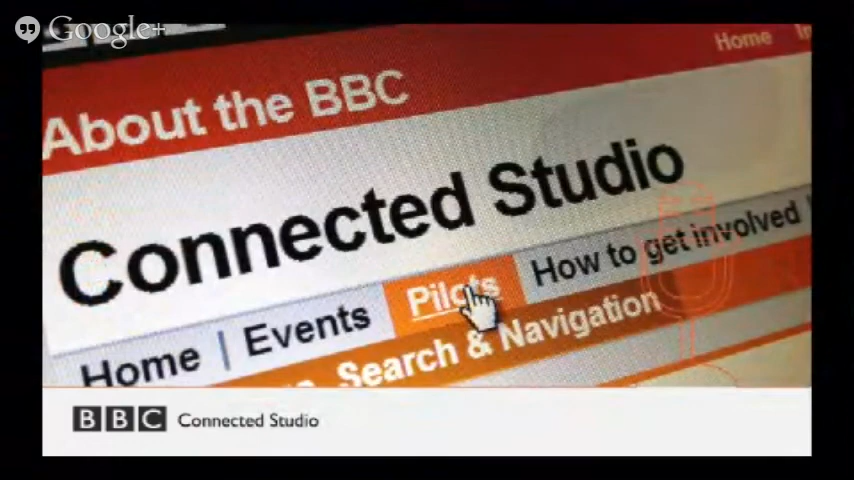 Google+
Home
About the BBC
Connected Studio
Home | Events Pilots How to get involved
Search & Navigation
BBC Connected Studio